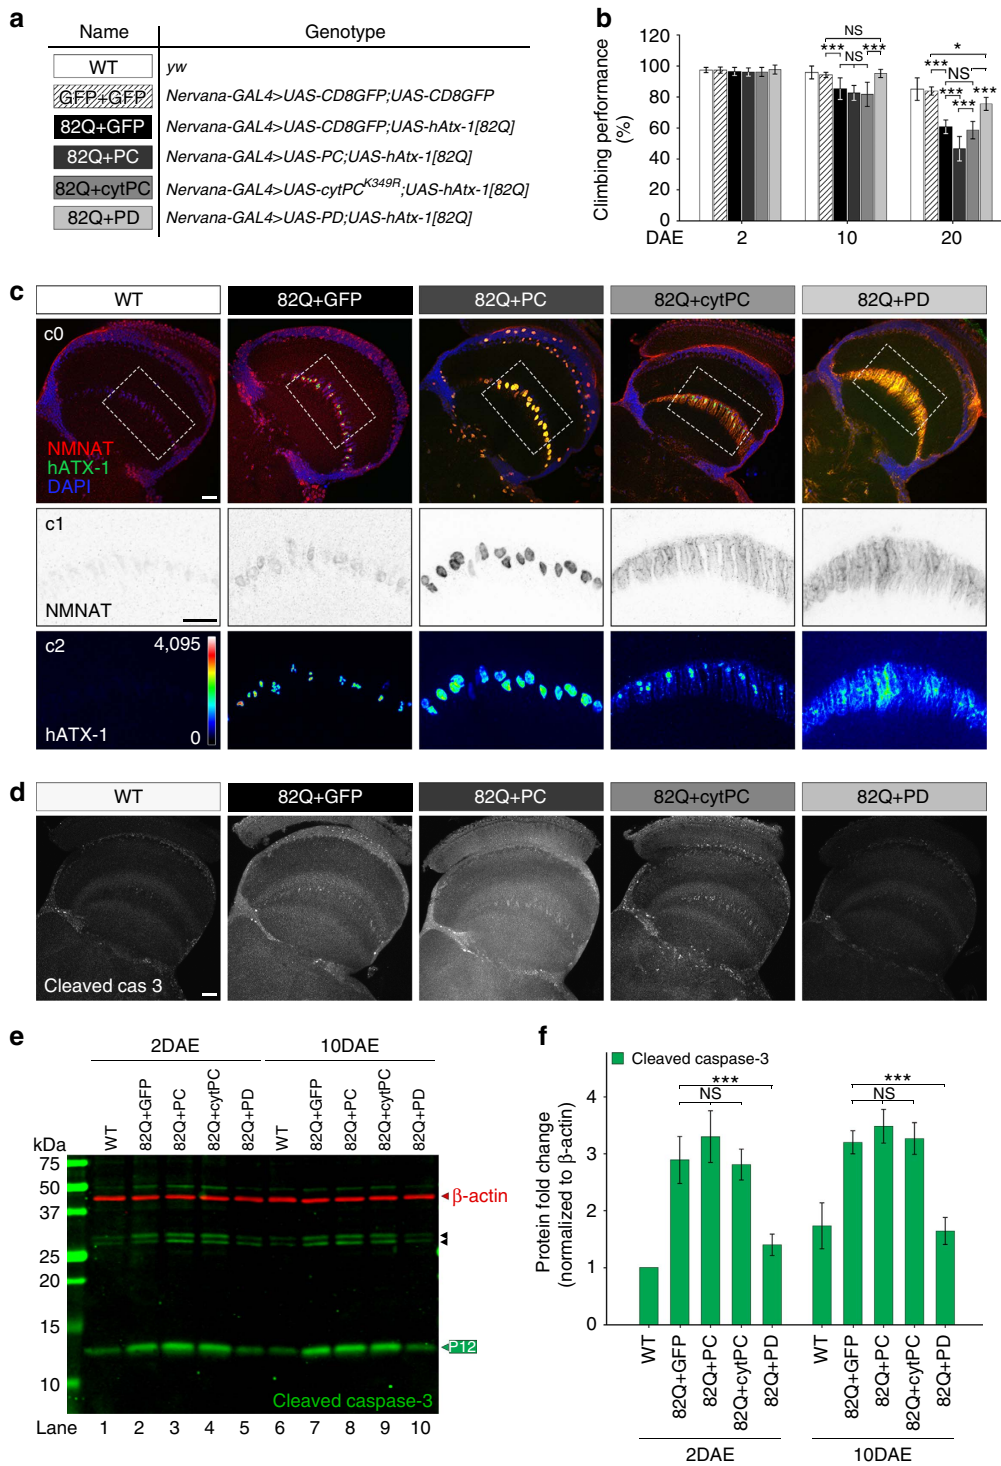 a
Name Genotype
WT yw
GFP+GFP Nervana-GAL4>UAS-CD8GFP;UAS-CD8GFP
82Q+GFP Nervana-GAL4>UAS-CD8GFP;UAS-hAtx-1[82Q]
82Q+PC Nervana-GAL4>UAS-PC;UAS-hAtx-1[82Q]
82Q+cytPC Nervana-GAL4>UAS-cytPC^K349R;UAS-hAtx-1[82Q]
82Q+PD Nervana-GAL4>UAS-PD;UAS-hAtx-1[82Q]
b
Climbing performance
(%)
120
100
80
60
40
20
0
NS
*** ***
NS
*
***
NS
*** ***
***
DAE 2 10 20
c
WT 82Q+GFP 82Q+PC 82Q+cytPC 82Q+PD
c0
NMNAT
hATX-1
DAPI
c1
NMNAT
c2
4,095
0
hATX-1
d
WT 82Q+GFP 82Q+PC 82Q+cytPC 82Q+PD
Cleaved cas 3
e
2DAE 10DAE
WT 82Q+GFP 82Q+PC 82Q+cytPC 82Q+PD WT 82Q+GFP 82Q+PC 82Q+cytPC 82Q+PD
kDa
75
50
37
25
20
15
10
β-actin
P12
Cleaved caspase-3
Lane 1 2 3 4 5 6 7 8 9 10
f
Cleaved caspase-3
Protein fold change
(normalized to β-actin)
4
3
2
1
0
*** ***
NS NS
WT 82Q+GFP 82Q+PC 82Q+cytPC 82Q+PD WT 82Q+GFP 82Q+PC 82Q+cytPC 82Q+PD
2DAE 10DAE